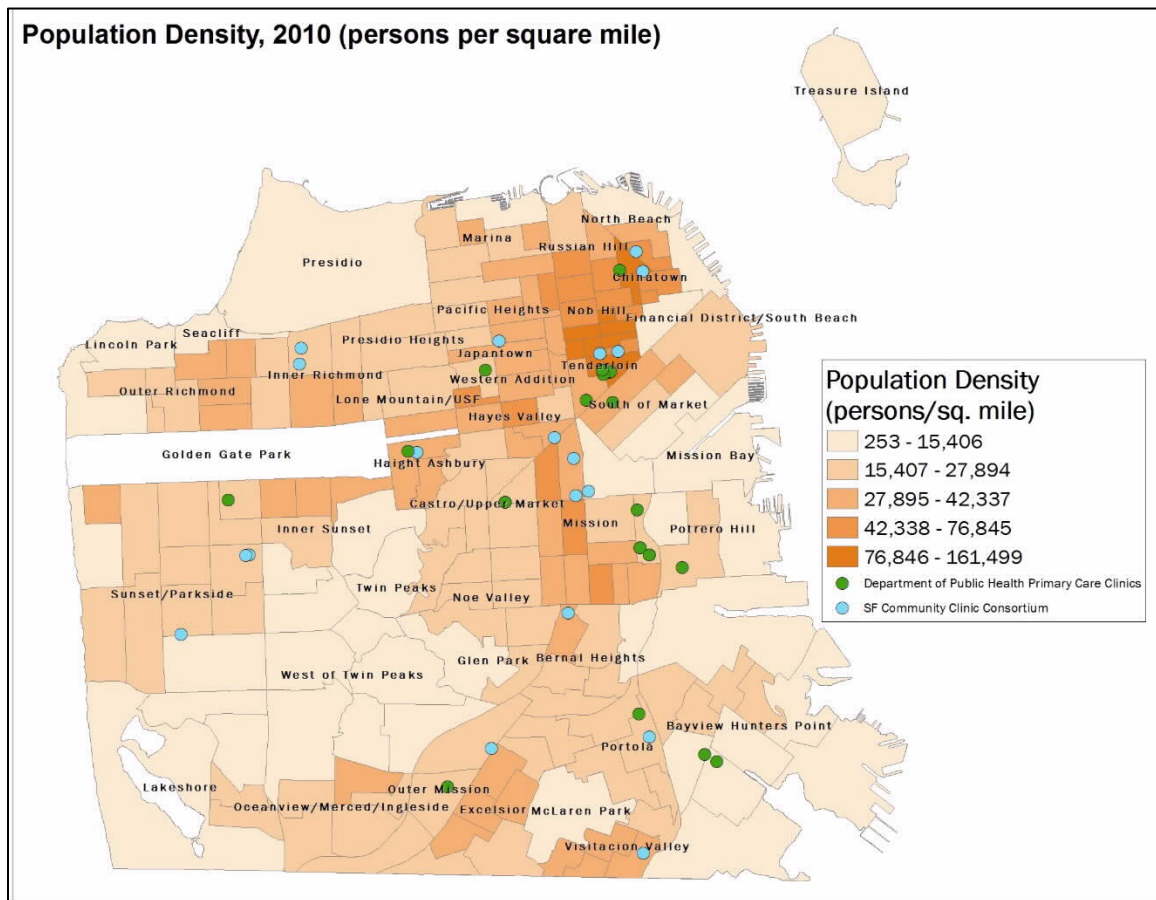 Population Density, 2010 (persons per square mile)
Treasure Island
North Beach
Marina
Russian Hill
Presidio
Chinatown
Pacific Heights
Nob Hill
Financial District/South Beach
Seacliff
Lincoln Park
Presidio Heights
Japantown
Tenderloin
Inner Richmond
Western Addition
Outer Richmond
Lone Mountain/USF
South of Market
Hayes Valley
Golden Gate Park
Haight Ashbury
Mission Bay
Castro/Upper Market
Mission
Potrero Hill
Inner Sunset
Twin Peaks
Sunset/Parkside
Noe Valley
Glen Park
Bernal Heights
West of Twin Peaks
Bayview Hunters Point
Portola
Lakeshore
Outer Mission
Oceanview/Merced/Ingleside
Excelsior
McLaren Park
Visitacion Valley
Population Density
(persons/sq. mile)
253 - 15,406
15,407 - 27,894
27,895 - 42,337
42,338 - 76,845
76,846 - 161,499
Department of Public Health Primary Care Clinics
SF Community Clinic Consortium